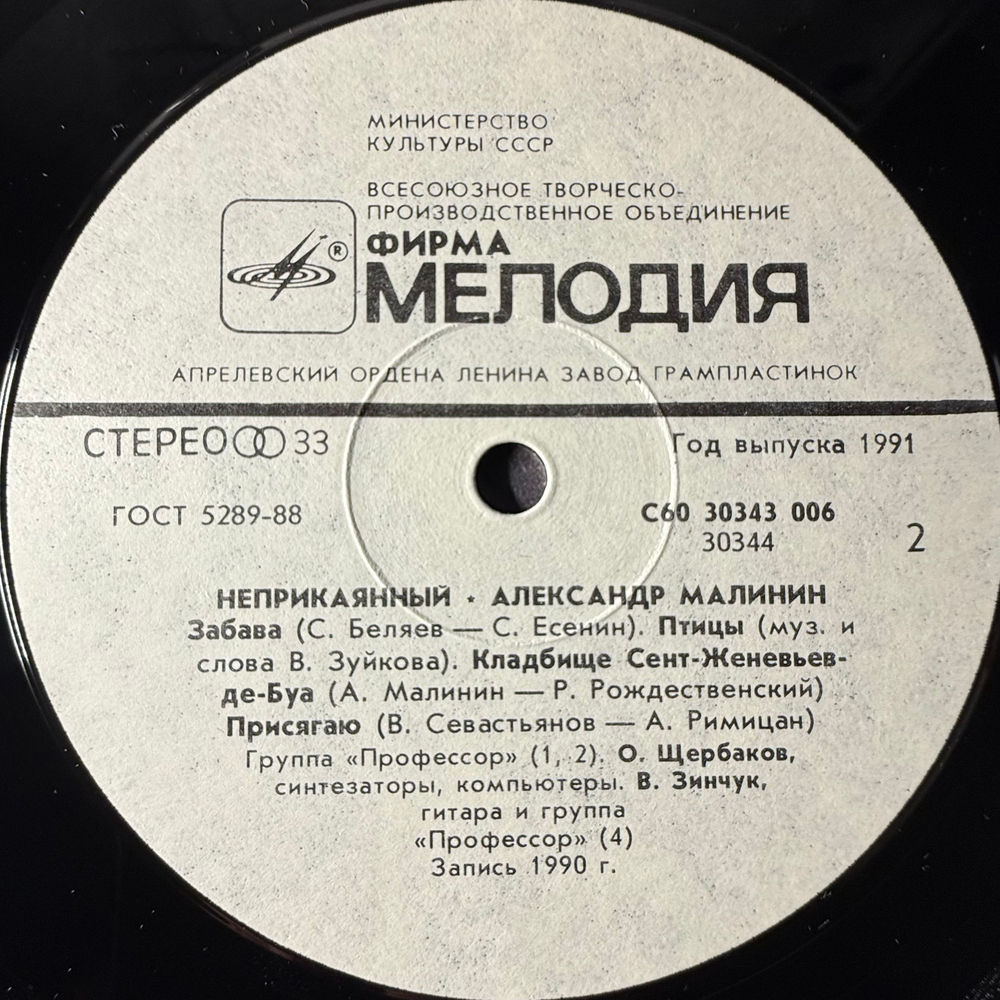 МИНИСТЕРСТВО
КУЛЬТУРЫ СССР
ВСЕСОЮЗНОЕ ТВОРЧЕСКО-
ПРОИЗВОДСТВЕННОЕ ОБЪЕДИНЕНИЕ
®
ФИРМА
МЕЛОДИЯ
АПРЕЛЕВСКИЙ ОРДЕНА ЛЕНИНА ЗАВОД ГРАМПЛАСТИНОК
СТЕРЕО 33
Год выпуска 1991
ГОСТ 5289-88
С60 30343 006
30344
2
НЕПРИКАЯННЫЙ · АЛЕКСАНДР МАЛИНИН
Забава (С. Беляев — С. Есенин). Птицы (муз. и
слова В. Зуйкова). Кладбище Сент-Женевьев-
де-Буа (А. Малинин — Р. Рождественский)
Присягаю (В. Севастьянов — А. Римицан)
Группа «Профессор» (1, 2). О. Щербаков,
синтезаторы, компьютеры. В. Зинчук,
гитара и группа
«Профессор» (4)
Запись 1990 г.